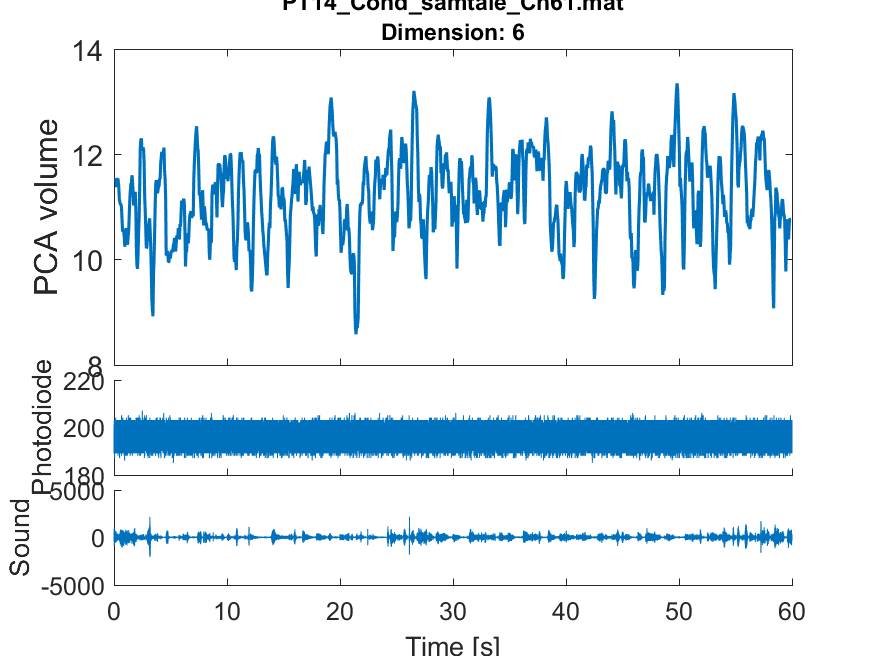 PT14_Cond_samtale_Ch61.mat
Dimension: 6
14
12
10
8
PCA volume
220
200
180
Photodiode
5000
0
-5000
Sound
0 10 20 30 40 50 60
Time [s]